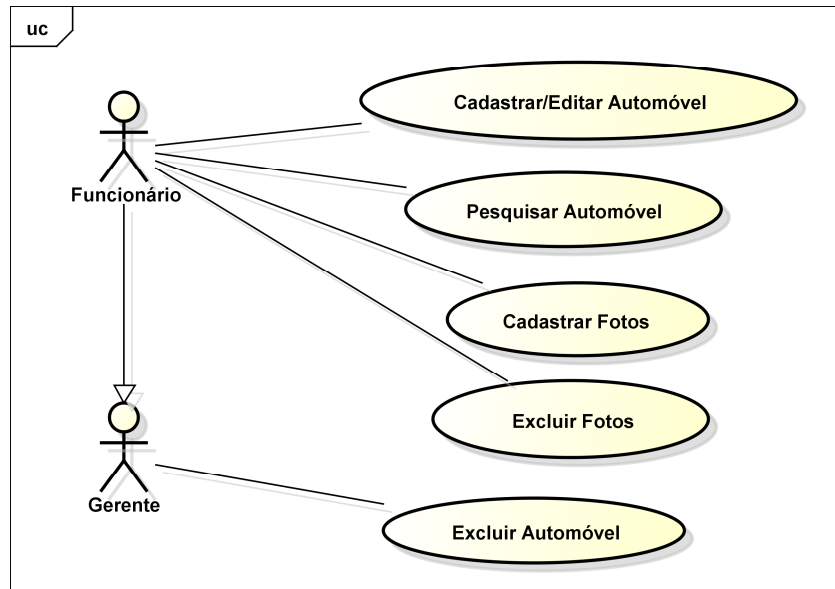 uc
Cadastrar/Editar Automóvel
Funcionário
Pesquisar Automóvel
Cadastrar Fotos
Excluir Fotos
Gerente
Excluir Automóvel